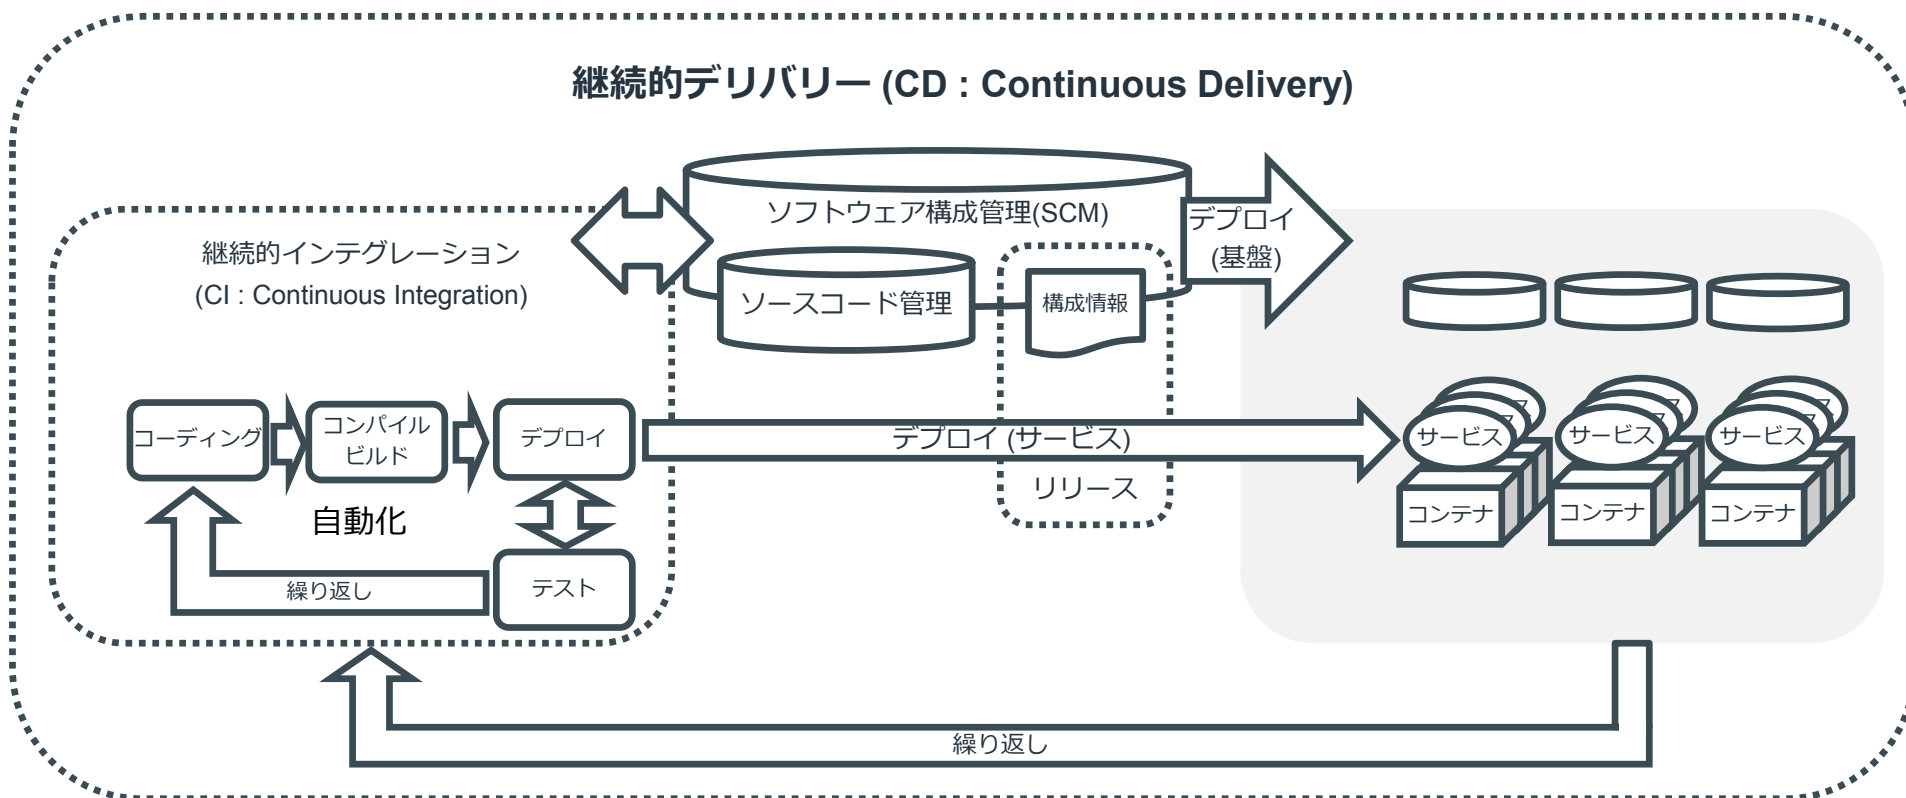 継続的デリバリー (CD : Continuous Delivery)
ソフトウェア構成管理(SCM)
デプロイ
(基盤)
継続的インテグレーション
(CI : Continuous Integration)
ソースコード管理
構成情報
コーディング
コンパイル
ビルド
デプロイ
デプロイ (サービス)
サービス
サービス
サービス
リリース
コンテナ
コンテナ
コンテナ
自動化
テスト
繰り返し
繰り返し